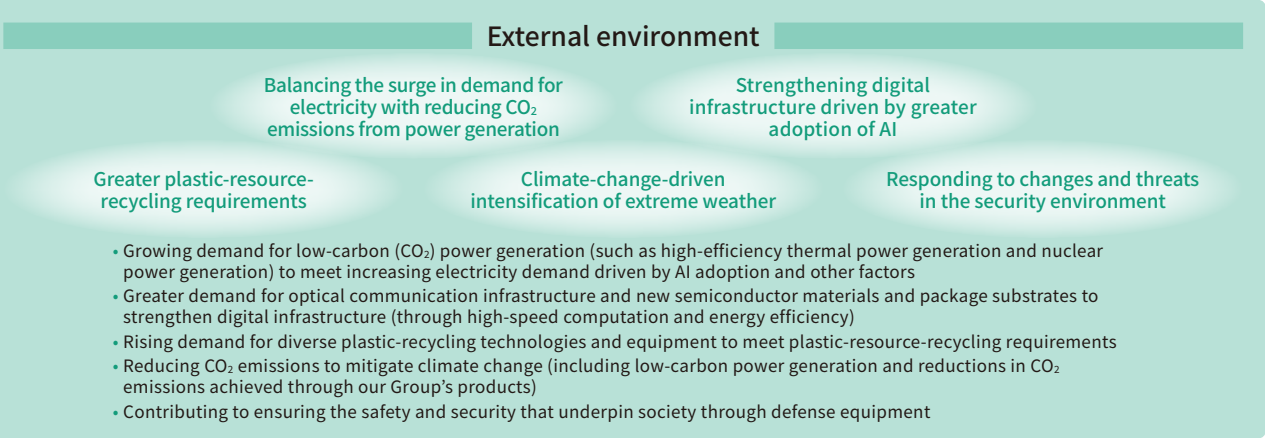 External environment
Balancing the surge in demand for
electricity with reducing CO₂
emissions from power generation
Strengthening digital
infrastructure driven by greater
adoption of AI
Greater plastic-resource-
recycling requirements
Climate-change-driven
intensification of extreme weather
Responding to changes and threats
in the security environment
• Growing demand for low-carbon (CO₂) power generation (such as high-efficiency thermal power generation and nuclear
power generation) to meet increasing electricity demand driven by AI adoption and other factors
• Greater demand for optical communication infrastructure and new semiconductor materials and package substrates to
strengthen digital infrastructure (through high-speed computation and energy efficiency)
• Rising demand for diverse plastic-recycling technologies and equipment to meet plastic-resource-recycling requirements
• Reducing CO₂ emissions to mitigate climate change (including low-carbon power generation and reductions in CO₂
emissions achieved through our Group's products)
• Contributing to ensuring the safety and security that underpin society through defense equipment